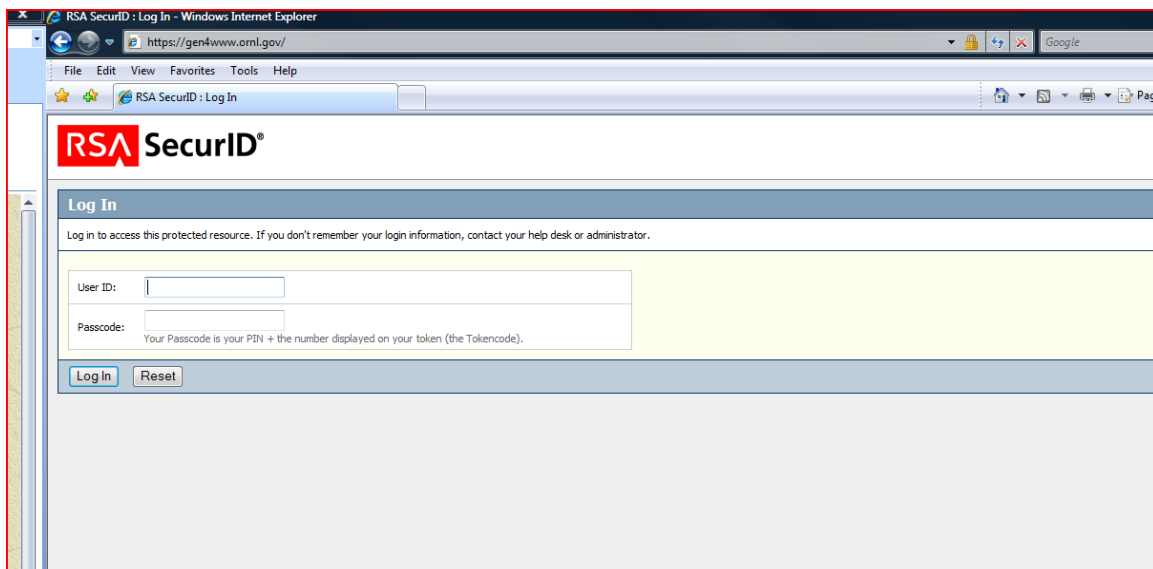 x
RSA SecurID : Log In - Windows Internet Explorer
https://gen4www.ornl.gov/
Google
File Edit View Favorites Tools Help
RSA SecurID : Log In
Pag
RSA SecurID®
Log In
Log in to access this protected resource. If you don't remember your login information, contact your help desk or administrator.
User ID:
Passcode:
Your Passcode is your PIN + the number displayed on your token (the Tokencode).
Log In Reset